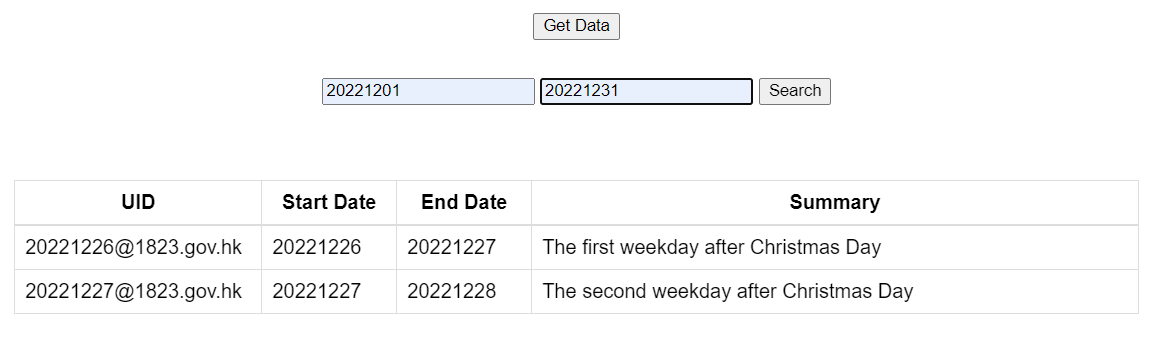 Get Data
20221201 20221231 Search
UID Start Date End Date Summary
20221226@1823.gov.hk 20221226 20221227 The first weekday after Christmas Day
20221227@1823.gov.hk 20221227 20221228 The second weekday after Christmas Day